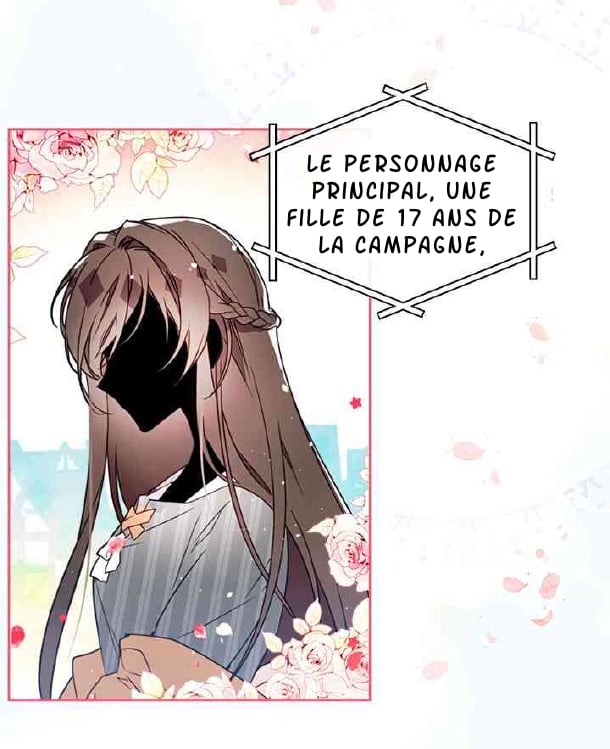 LE PERSONNAGE
PRINCIPAL, UNE
FILLE DE 17 ANS DE
LA CAMPAGNE,